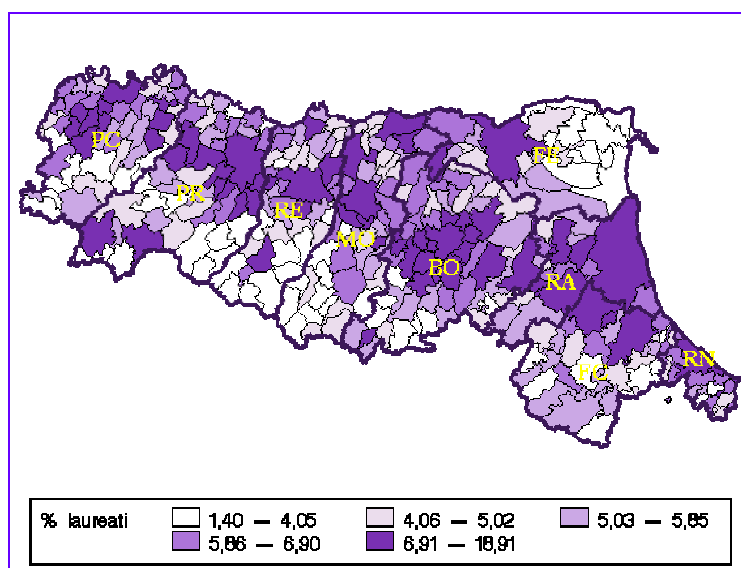 PC
PR
RE
MO
BO
FE
RA
FO
RN
% laureati
1,40 – 4,05
4,06 – 5,02
5,03 – 5,85
5,86 – 6,90
6,91 – 18,91